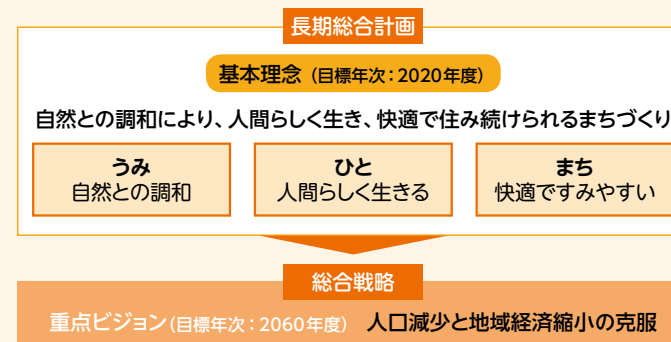 長期総合計画
基本理念（目標年次：2020年度）
自然との調和により、人間らしく生き、快適で住み続けられるまちづくり
うみ
自然との調和
ひと
人間らしく生きる
まち
快適ですみやすい
総合戦略
重点ビジョン（目標年次：2060年度） 人口減少と地域経済縮小の克服